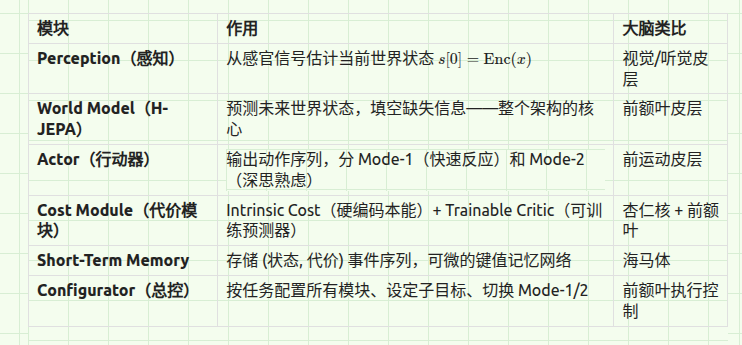 模块 作用 大脑类比
Perception（感知） 从感官信号估计当前世界状态 s[0] = Enc(x) 视觉/听觉皮
层
World Model（H- 预测未来世界状态，填空缺失信息——整个架构的核 前额叶皮层
JEPA） 心
Actor（行动器） 输出动作序列，分 Mode-1（快速反应）和 Mode-2 前运动皮层
（深思熟虑）
Cost Module（代价模 Intrinsic Cost（硬编码本能）+ Trainable Critic（可训 杏仁核 + 前额
块） 练预测器） 叶
Short-Term Memory 存储 (状态, 代价) 事件序列，可微的键值记忆网络 海马体
Configurator（总控） 按任务配置所有模块、设定子目标、切换 Mode-1/2 前额叶执行控
制